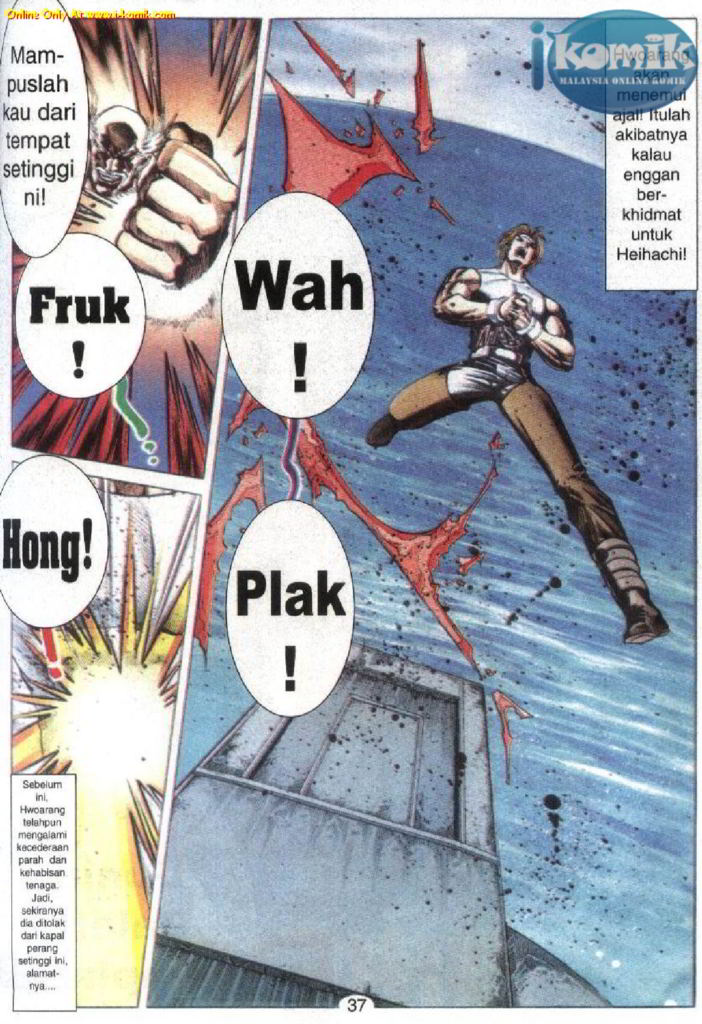 Online Only At www.i-komik.com
Mam-
puslah
kau dari
tempat
setinggi
ni!
Fruk
!
Hong!
Sebelum
ini,
Hwoarang
telahpun
mengalami
kecederaan
parah dan
kehabisan
tenaga.
Jadi,
sekiranya
dia ditolak
dari kapal
perang
setinggi ini,
alamat-
nya....
Wah
!
Plak
!
ikomik
MALAYSIA ONLINE KOMIK
Hwoarang
akan
menemui
ajal! Itulah
akibatnya
kalau
enggan
ber-
khidmat
untuk
Heihachi!
37